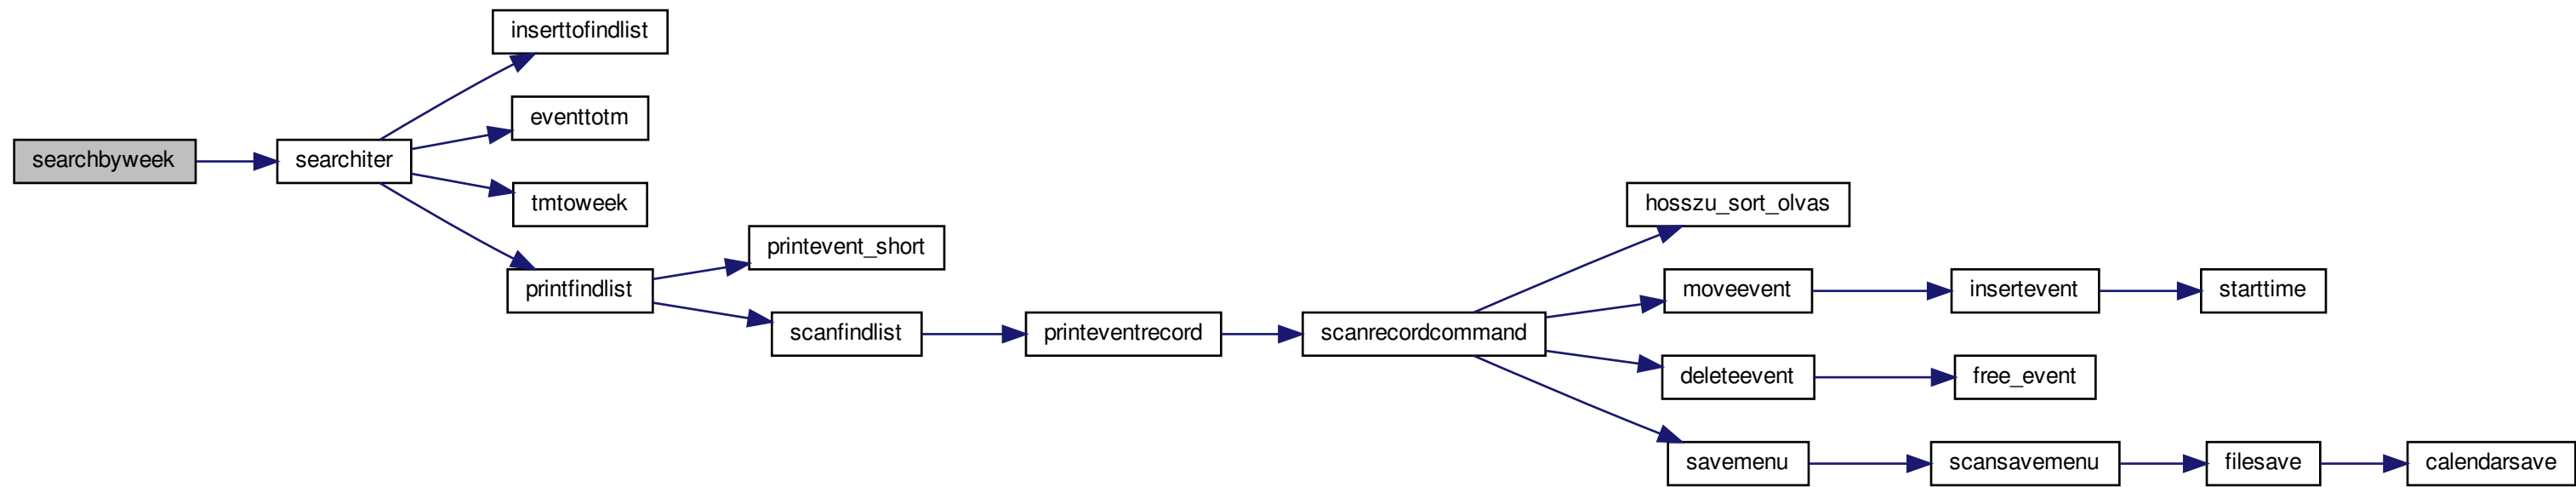 searchbyweek
searchiter
inserttofindlist
eventtotm
tmtoweek
printfindlist
printevent_short
scanfindlist
printeventrecord
scanrecordcommand
hosszu_sort_olvas
moveevent
insertevent
starttime
deleteevent
free_event
savemenu
scansavemenu
filesave
calendarsave